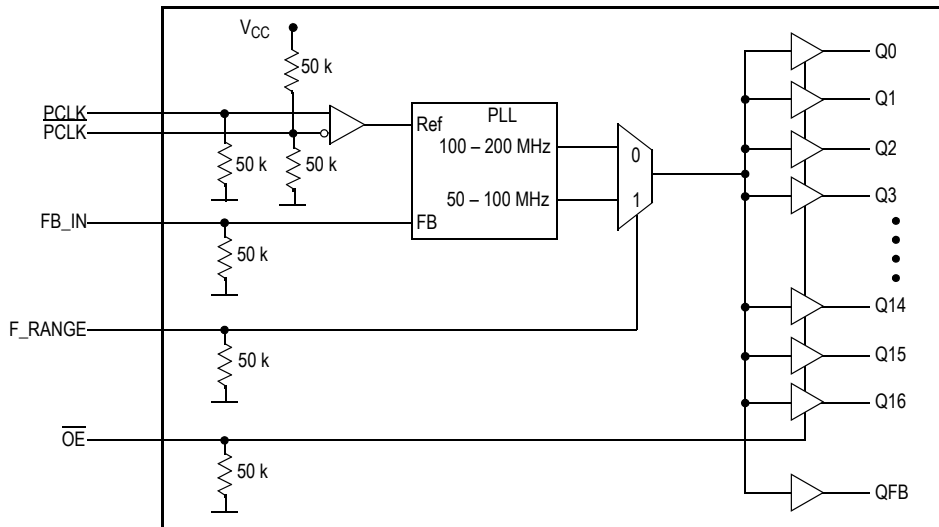 VCC
50 k
PCLK
PCLK
50 k
50 k
Ref
PLL
100 – 200 MHz
50 – 100 MHz
FB
0
1
FB_IN
50 k
F_RANGE
50 k
OE
50 k
Q0
Q1
Q2
Q3
Q14
Q15
Q16
QFB